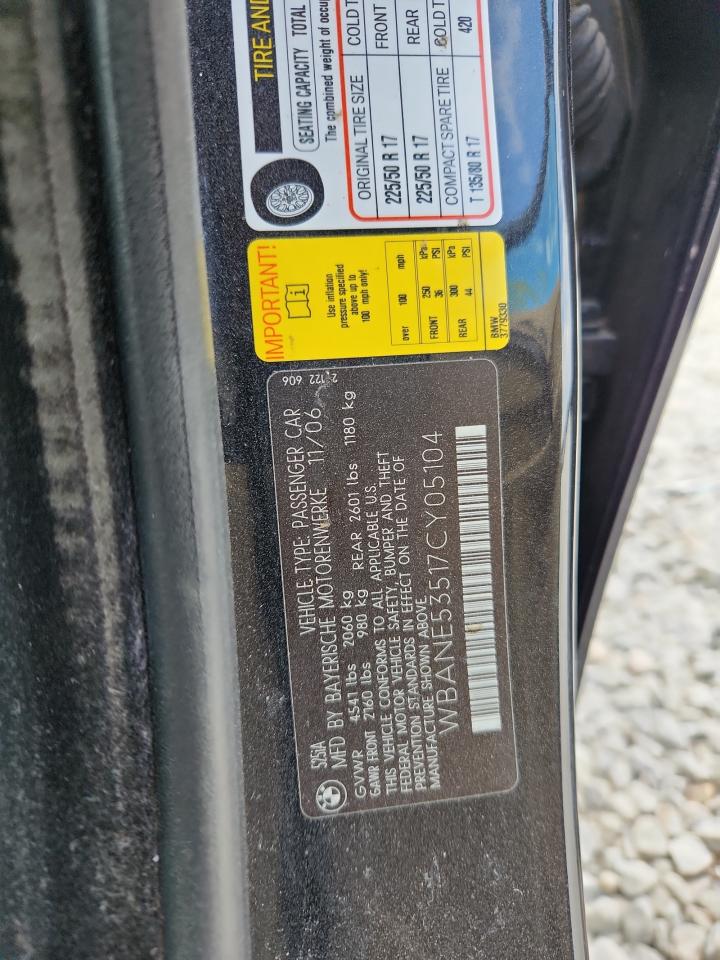 TIRE AND
SEATING CAPACITY TOTAL
The combined weight of occu
ORIGINAL TIRE SIZE COLD T
225/50 R 17 FRONT
225/50 R 17 REAR
COMPACT SPARE TIRE COLD T
T 135/80 R 17 420
IMPORTANT!
Use inflation
pressure specified
above up to
100 mph only!
over 100 mph
kPa
FRONT 250
36 PSI
kPa
REAR 300
44 PSI
BMW
3779330
2 122 606
VEHICLE TYPE: PASSENGER CAR
MFD BY BAYERISCHE MOTORENWERKE 11/06
GVWR 4541 lbs 2060 kg
GAWR FRONT 2160 lbs 980 kg REAR 2601 lbs 1180 kg
THIS VEHICLE CONFORMS TO ALL APPLICABLE U.S.
FEDERAL MOTOR VEHICLE SAFETY, BUMPER AND THEFT
PREVENTION STANDARDS IN EFFECT ON THE DATE OF
MANUFACTURE SHOWN ABOVE
WBANE53517CY05104